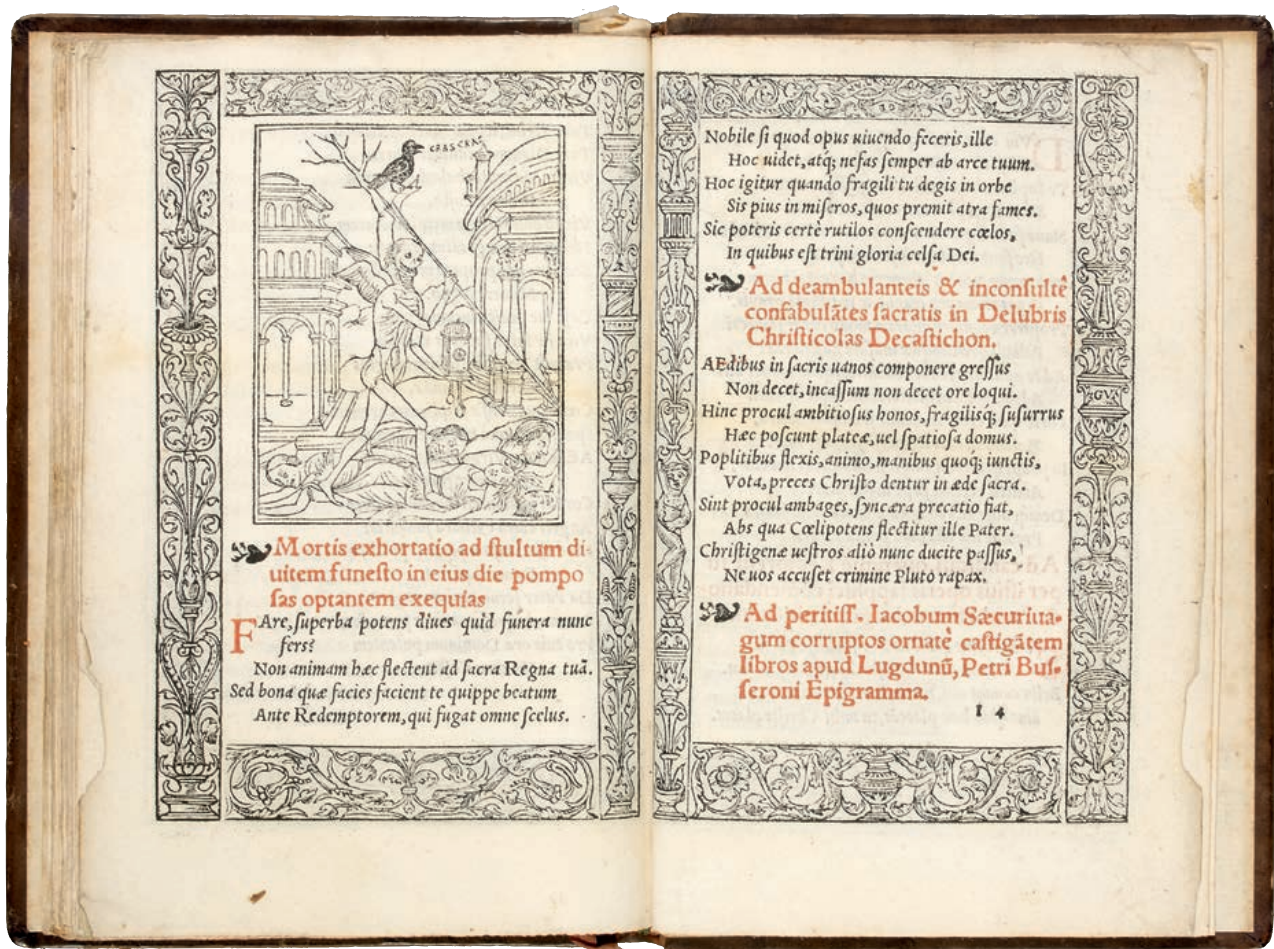 CRAS CRAS
Mortis exhortatio ad ſtultum di-
uitem funeſto in eius die pompo
ſas optantem exequias
FAre, ſuperba potens diues quid funera nunc
fers?
Non animam hæc flectent ad ſacra Regna tuã.
Sed bona quæ facies facient te quippe beatum
Ante Redemptorem, qui fugat omne ſcelus.
Nobile ſi quod opus uiuendo feceris, ille
Hoc uidet, atq; nefas ſemper ab arce tuum.
Hoc igitur quando fragili tu degis in orbe
Sis pius in miſeros, quos premit atra fames.
Sic poteris certè rutilos conſcendere cœlos,
In quibus eſt trini gloria celſa Dei.
Ad deambulanteis & inconſultè
confabulãtes ſacratis in Delubris
Chriſticolas Decaſtichon.
AEdibus in ſacris uanos componere greſſus
Non decet, incaſſum non decet ore loqui.
Hinc procul ambitioſus honos, fragilisq; ſuſurrus
Hæc poſcunt plateæ, uel ſpatioſa domus.
Poplitibus flexis, animo, manibus quoq; iunctis,
Vota, preces Chriſto dentur in æde ſacra.
Sint procul ambages, ſyncæra precatio fiat,
Abs qua Cœlipotens flectitur ille Pater.
Chriſtigenæ ueſtros aliò nunc ducite paſſus,
Ne uos accuſet crimine Pluto rapax.
Ad peritiſſ. Iacobum Sæcuriua-
gum corruptos ornatè caſtigãtem
libros apud Lugdunũ, Petri Buſ-
ſeroni Epigramma.
I 4